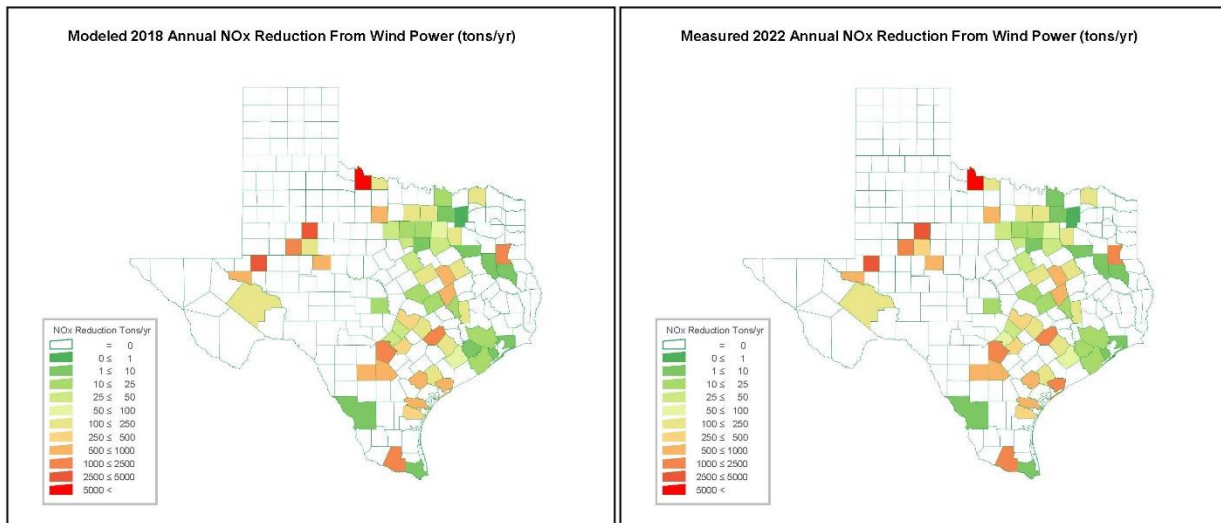 Modeled 2018 Annual NOx Reduction From Wind Power (tons/yr)
NOx Reduction Tons/yr
= 0
0 ≤ 1
1 ≤ 10
10 ≤ 25
25 ≤ 50
50 ≤ 100
100 ≤ 250
250 ≤ 500
500 ≤ 1000
1000 ≤ 2500
2500 ≤ 5000
5000 <
Measured 2022 Annual NOx Reduction From Wind Power (tons/yr)
NOx Reduction Tons/yr
= 0
0 ≤ 1
1 ≤ 10
10 ≤ 25
25 ≤ 50
50 ≤ 100
100 ≤ 250
250 ≤ 500
500 ≤ 1000
1000 ≤ 2500
2500 ≤ 5000
5000 <